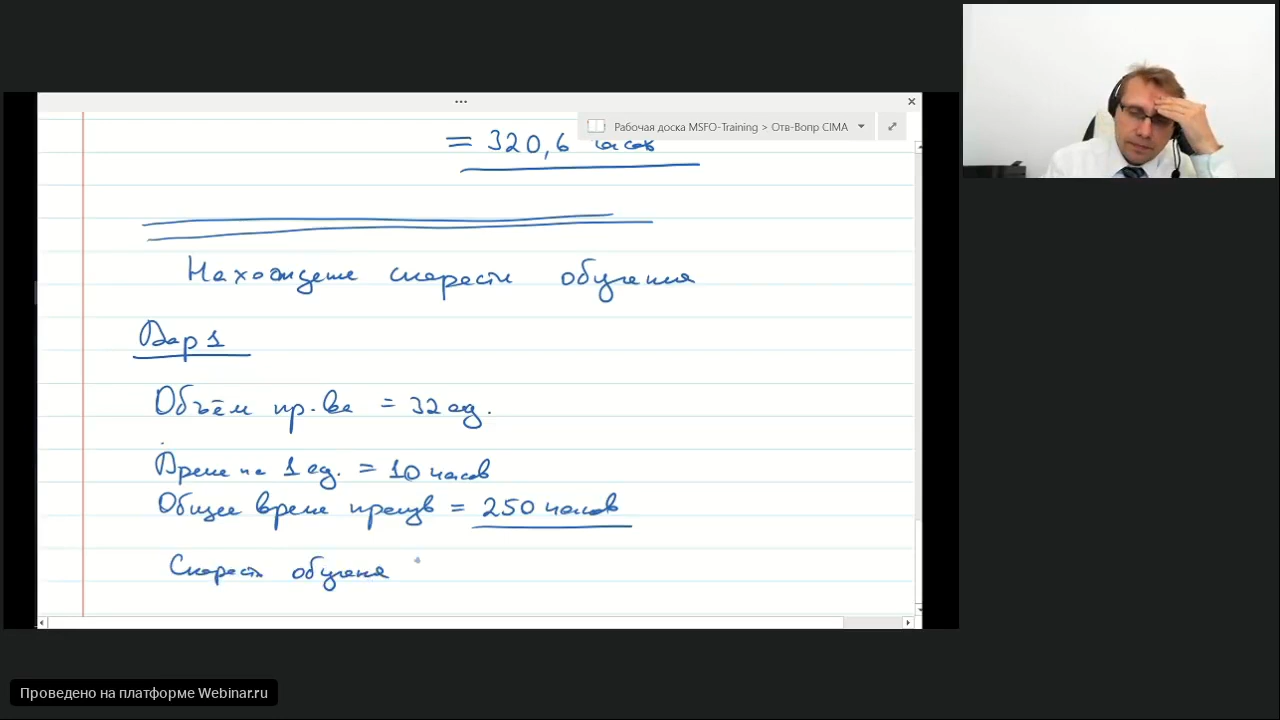 Рабочая доска MSFO-Training > Отв-Вопр CIMA
= 320,6 часов
Нахождение скорости обучения
Вар 1
Объём пр-ва = 32 ед.
Время на 1 ед. = 10 часов
Общее время произв = 250 часов
Скорость обучения
Проведено на платформе Webinar.ru